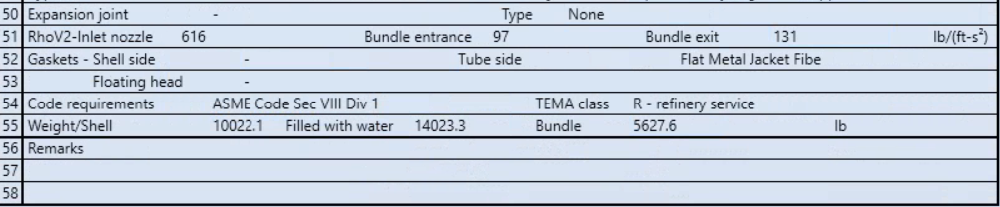 50 Expansion joint - Type None
51 RhoV2-Inlet nozzle 616 Bundle entrance 97 Bundle exit 131 lb/(ft-s²)
52 Gaskets - Shell side - Tube side Flat Metal Jacket Fibe
53 Floating head -
54 Code requirements ASME Code Sec VIII Div 1 TEMA class R - refinery service
55 Weight/Shell 10022.1 Filled with water 14023.3 Bundle 5627.6 lb
56 Remarks
57
58